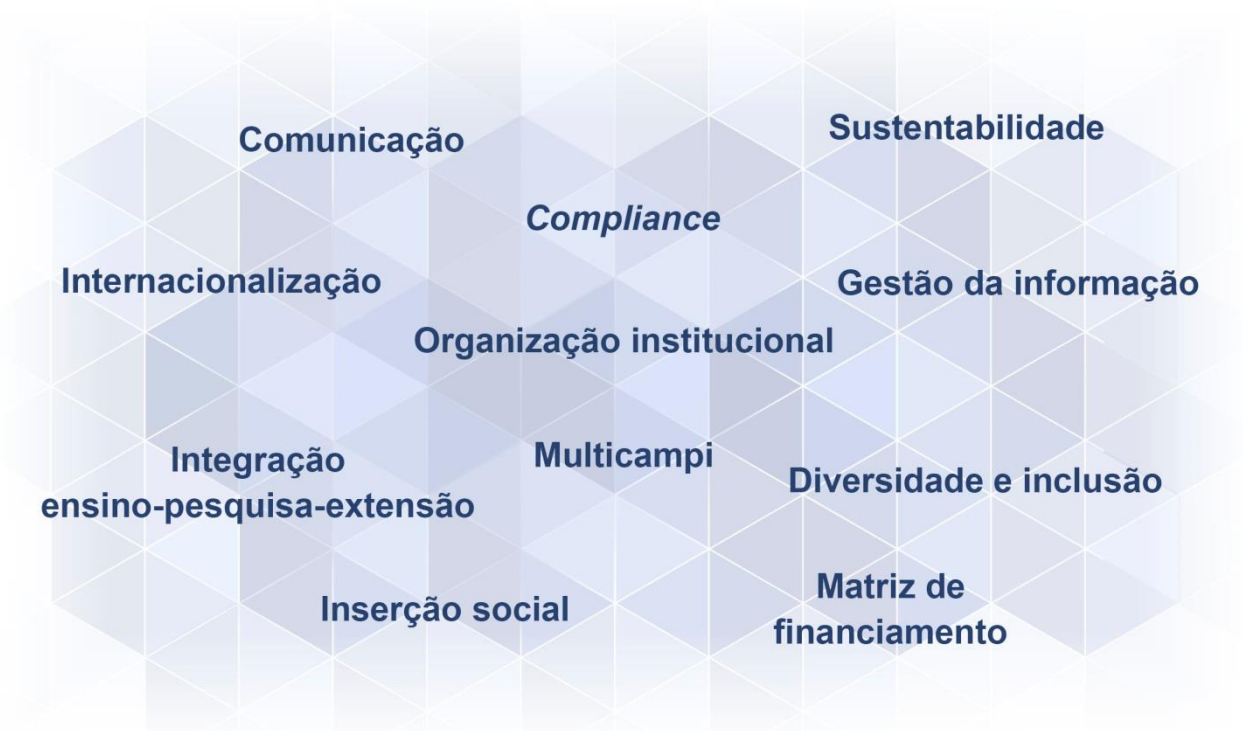 Comunicação
Sustentabilidade
Compliance
Internacionalização
Gestão da informação
Organização institucional
Integração
ensino-pesquisa-extensão
Multicampi
Diversidade e inclusão
Inserção social
Matriz de
financiamento